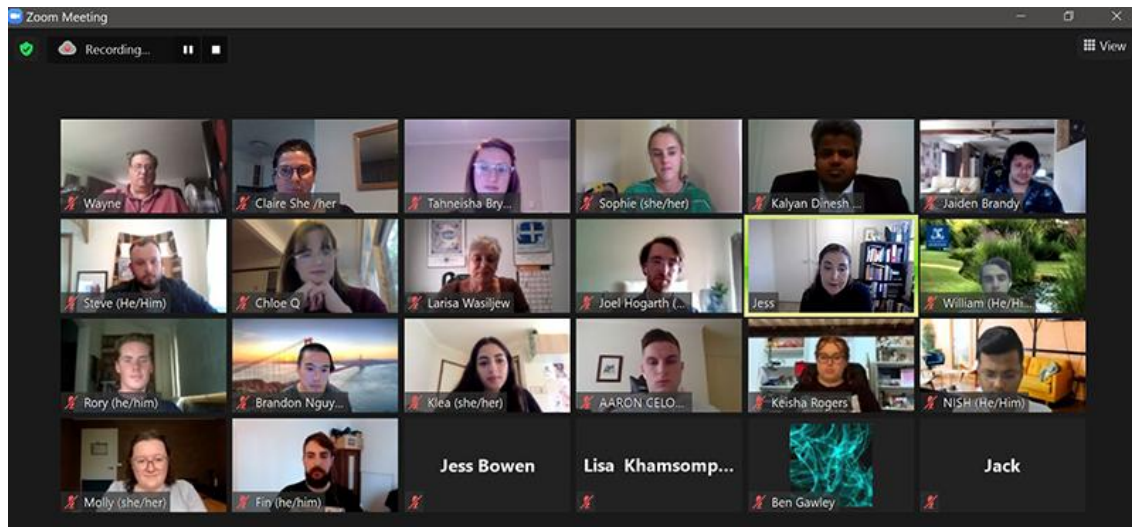 Zoom Meeting
Recording...
View
Wayne
Claire She /her
Tahneisha Bry...
Sophie (she/her)
Kalyan Dinesh ...
Jaiden Brandy
Steve (He/Him)
Chloe Q
Larisa Wasiljew
Joel Hogarth (...
Jess
William (He/Hi...
Rory (he/him)
Brandon Nguy...
Klea (she/her)
AARON CELO...
Keisha Rogers
NISH (He/Him)
Molly (she/her)
Fin (he/him)
Jess Bowen
Lisa Khamsomp...
Ben Gawley
Jack